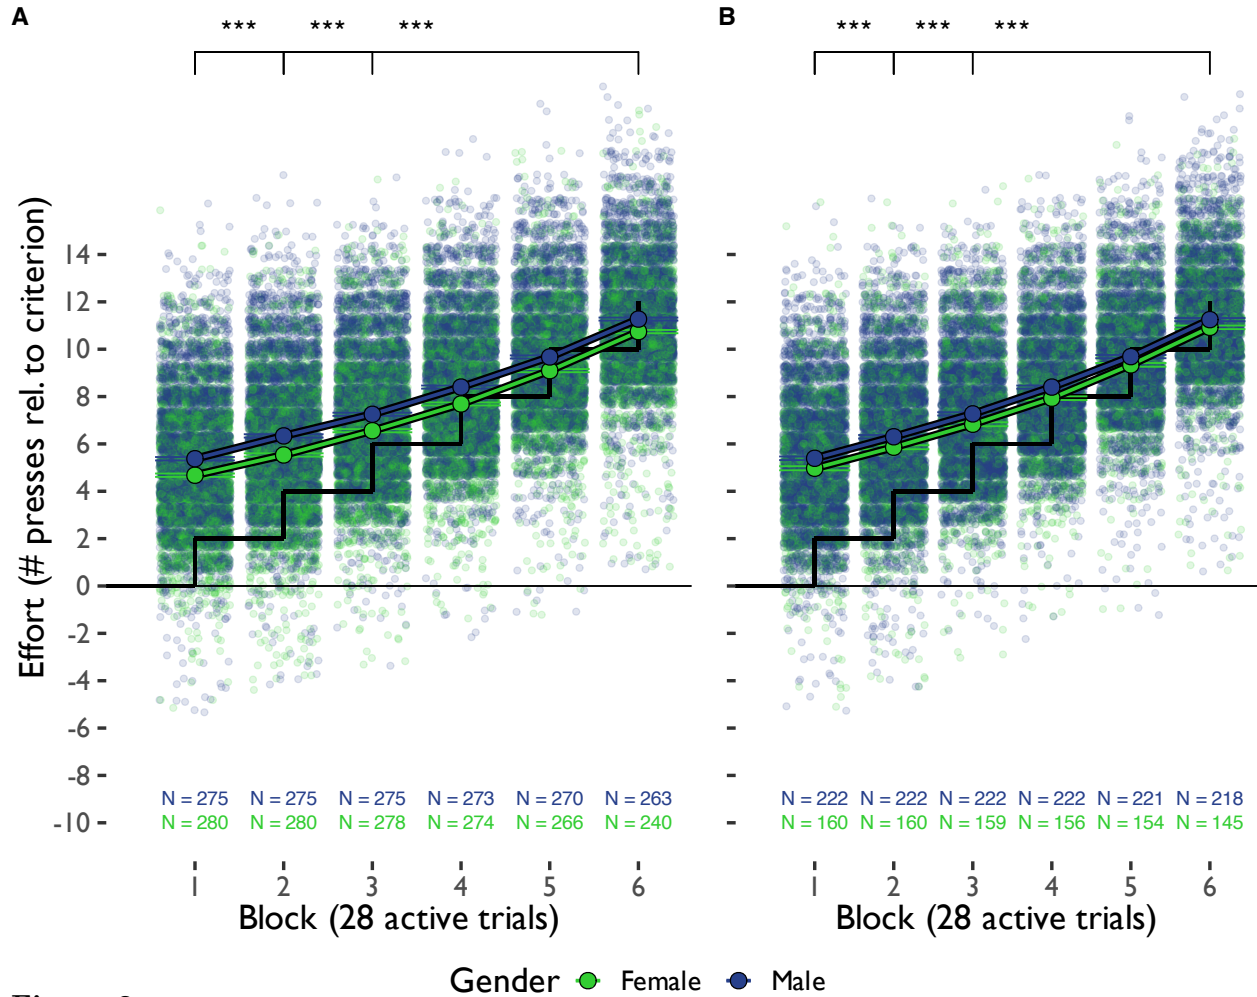 A
B
*** *** ***
*** *** ***
Effort (# presses rel. to criterion)
14
12
10
8
6
4
2
0
-2
-4
-6
-8
-10
N = 275 N = 275 N = 275 N = 273 N = 270 N = 263
N = 280 N = 280 N = 278 N = 274 N = 266 N = 240
N = 222 N = 222 N = 222 N = 222 N = 221 N = 218
N = 160 N = 160 N = 159 N = 156 N = 154 N = 145
1 2 3 4 5 6
1 2 3 4 5 6
Block (28 active trials)
Block (28 active trials)
Gender Female Male